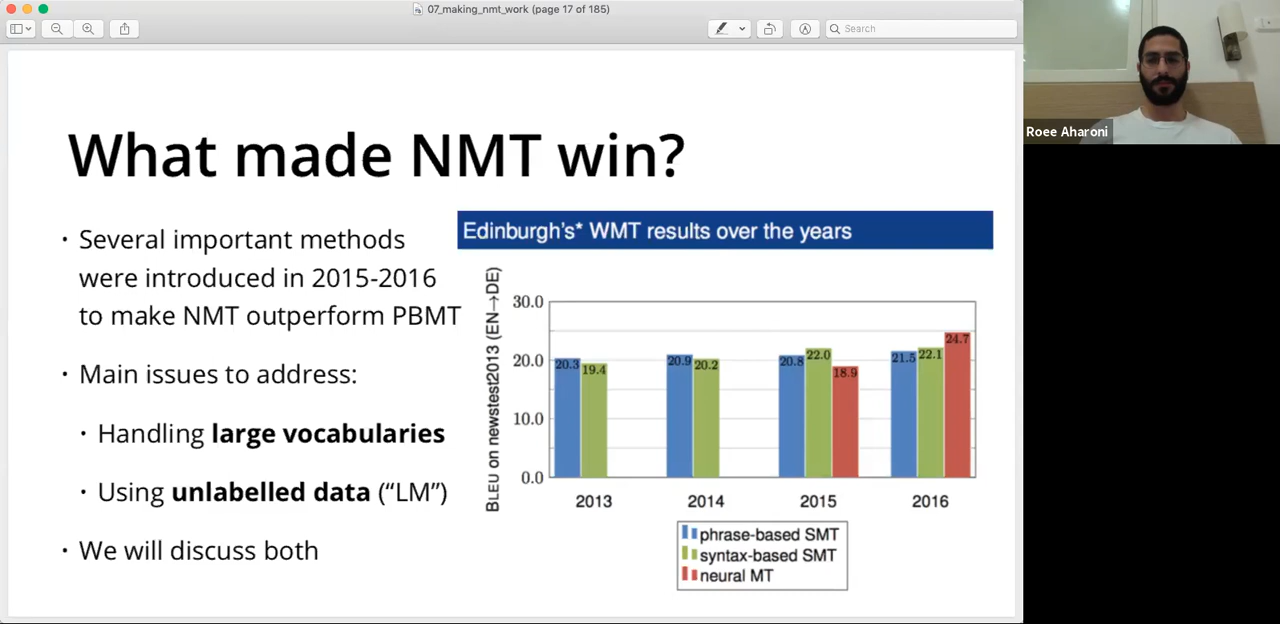 07_making_nmt_work (page 17 of 185)
Search
Roee Aharoni
What made NMT win?
• Several important methods
were introduced in 2015-2016
to make NMT outperform PBMT
• Main issues to address:
• Handling large vocabularies
• Using unlabelled data (“LM”)
• We will discuss both
Edinburgh's* WMT results over the years
BLEU on newstest2013 (EN→DE)
30.0
20.0
10.0
0.0
20.3 19.4
20.9 20.2
20.8 22.0 18.9
21.5 22.1 24.7
2013 2014 2015 2016
phrase-based SMT
syntax-based SMT
neural MT